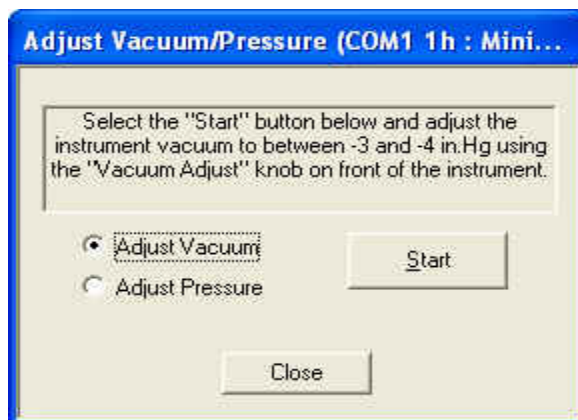 Adjust Vacuum/Pressure (COM1 1h : Mini...
Select the "Start" button below and adjust the
instrument vacuum to between -3 and -4 in.Hg using
the "Vacuum Adjust" knob on front of the instrument.
Adjust Vacuum
Start
Adjust Pressure
Close